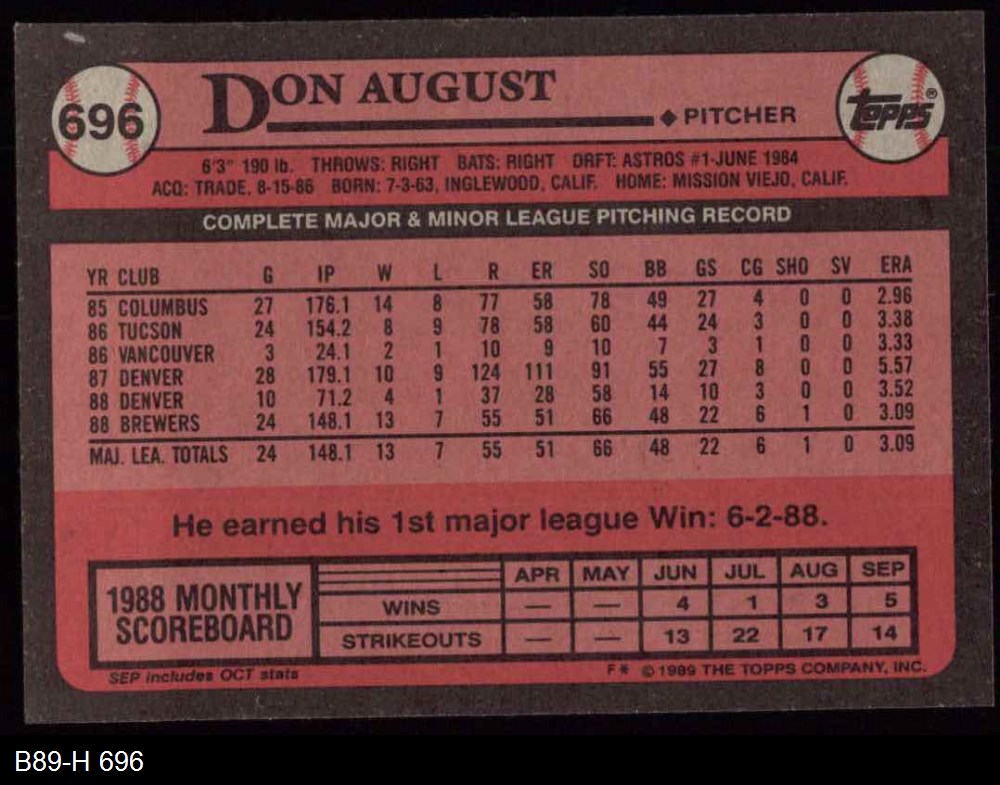 696
DON AUGUST
PITCHER
TOPPS®
6'3" 190 lb. THROWS: RIGHT BATS: RIGHT DRFT: ASTROS #1-JUNE 1984
ACQ: TRADE, 8-15-86 BORN: 7-3-63, INGLEWOOD, CALIF. HOME: MISSION VIEJO, CALIF.
COMPLETE MAJOR & MINOR LEAGUE PITCHING RECORD
YR CLUB G IP W L R ER SO BB GS CG SHO SV ERA
85 COLUMBUS 27 176.1 14 8 77 58 78 49 27 4 0 0 2.96
86 TUCSON 24 154.2 8 9 78 58 60 44 24 3 0 0 3.38
86 VANCOUVER 3 24.1 2 1 10 9 10 7 3 1 0 0 3.33
87 DENVER 28 179.1 10 9 124 111 91 55 27 8 0 0 5.57
88 DENVER 10 71.2 4 1 37 28 58 14 10 3 0 0 3.52
88 BREWERS 24 148.1 13 7 55 51 66 48 22 6 1 0 3.09
MAJ. LEA. TOTALS 24 148.1 13 7 55 51 66 48 22 6 1 0 3.09
He earned his 1st major league Win: 6-2-88.
1988 MONTHLY
SCOREBOARD
APR MAY JUN JUL AUG SEP
WINS — — 4 1 3 5
STRIKEOUTS — — 13 22 17 14
SEP includes OCT stats
F* © 1989 THE TOPPS COMPANY, INC.
B89-H 696